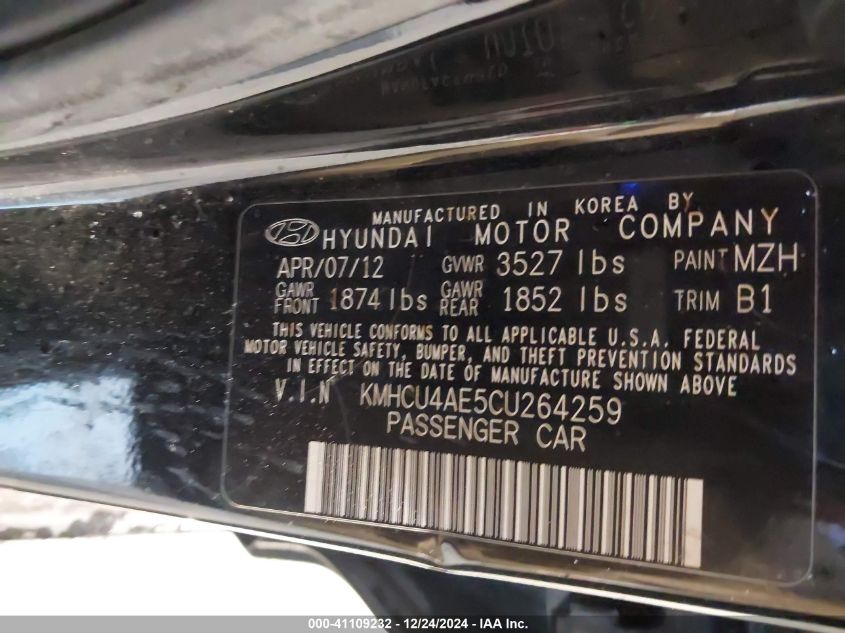 MANUFACTURED IN KOREA BY
HYUNDAI MOTOR COMPANY
APR/07/12 GVWR 3527 lbs PAINT MZH
GAWR FRONT 1874 lbs GAWR REAR 1852 lbs TRIM B1
THIS VEHICLE CONFORMS TO ALL APPLICABLE U.S.A. FEDERAL
MOTOR VEHICLE SAFETY, BUMPER, AND THEFT PREVENTION STANDARDS
IN EFFECT ON THE DATE OF MANUFACTURE SHOWN ABOVE
V.I.N KMHCU4AE5CU264259
PASSENGER CAR
000-41109232 - 12/24/2024 - IAA Inc.